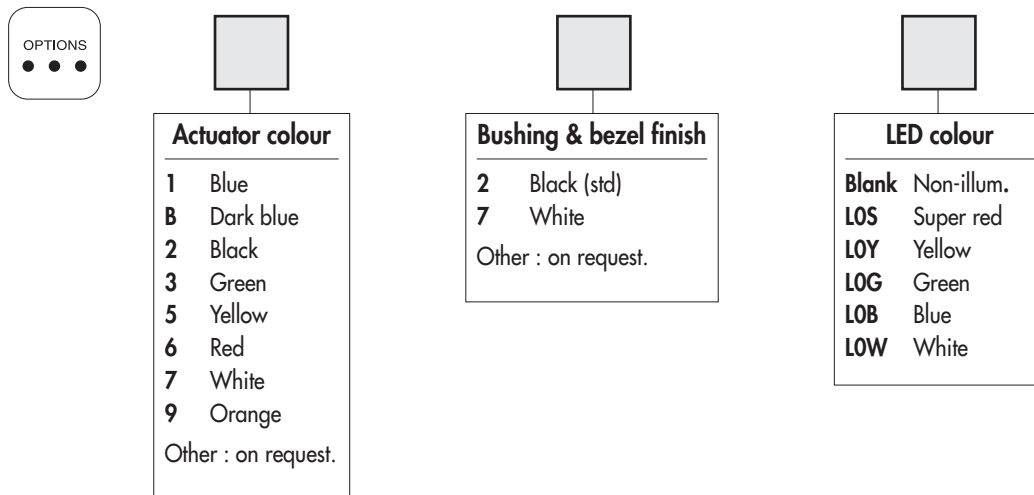 OPTIONS
Actuator colour
1 Blue
B Dark blue
2 Black
3 Green
5 Yellow
6 Red
7 White
9 Orange
Other : on request.
Bushing & bezel finish
2 Black (std)
7 White
Other : on request.
LED colour
Blank Non-illum.
L0S Super red
L0Y Yellow
L0G Green
L0B Blue
L0W White